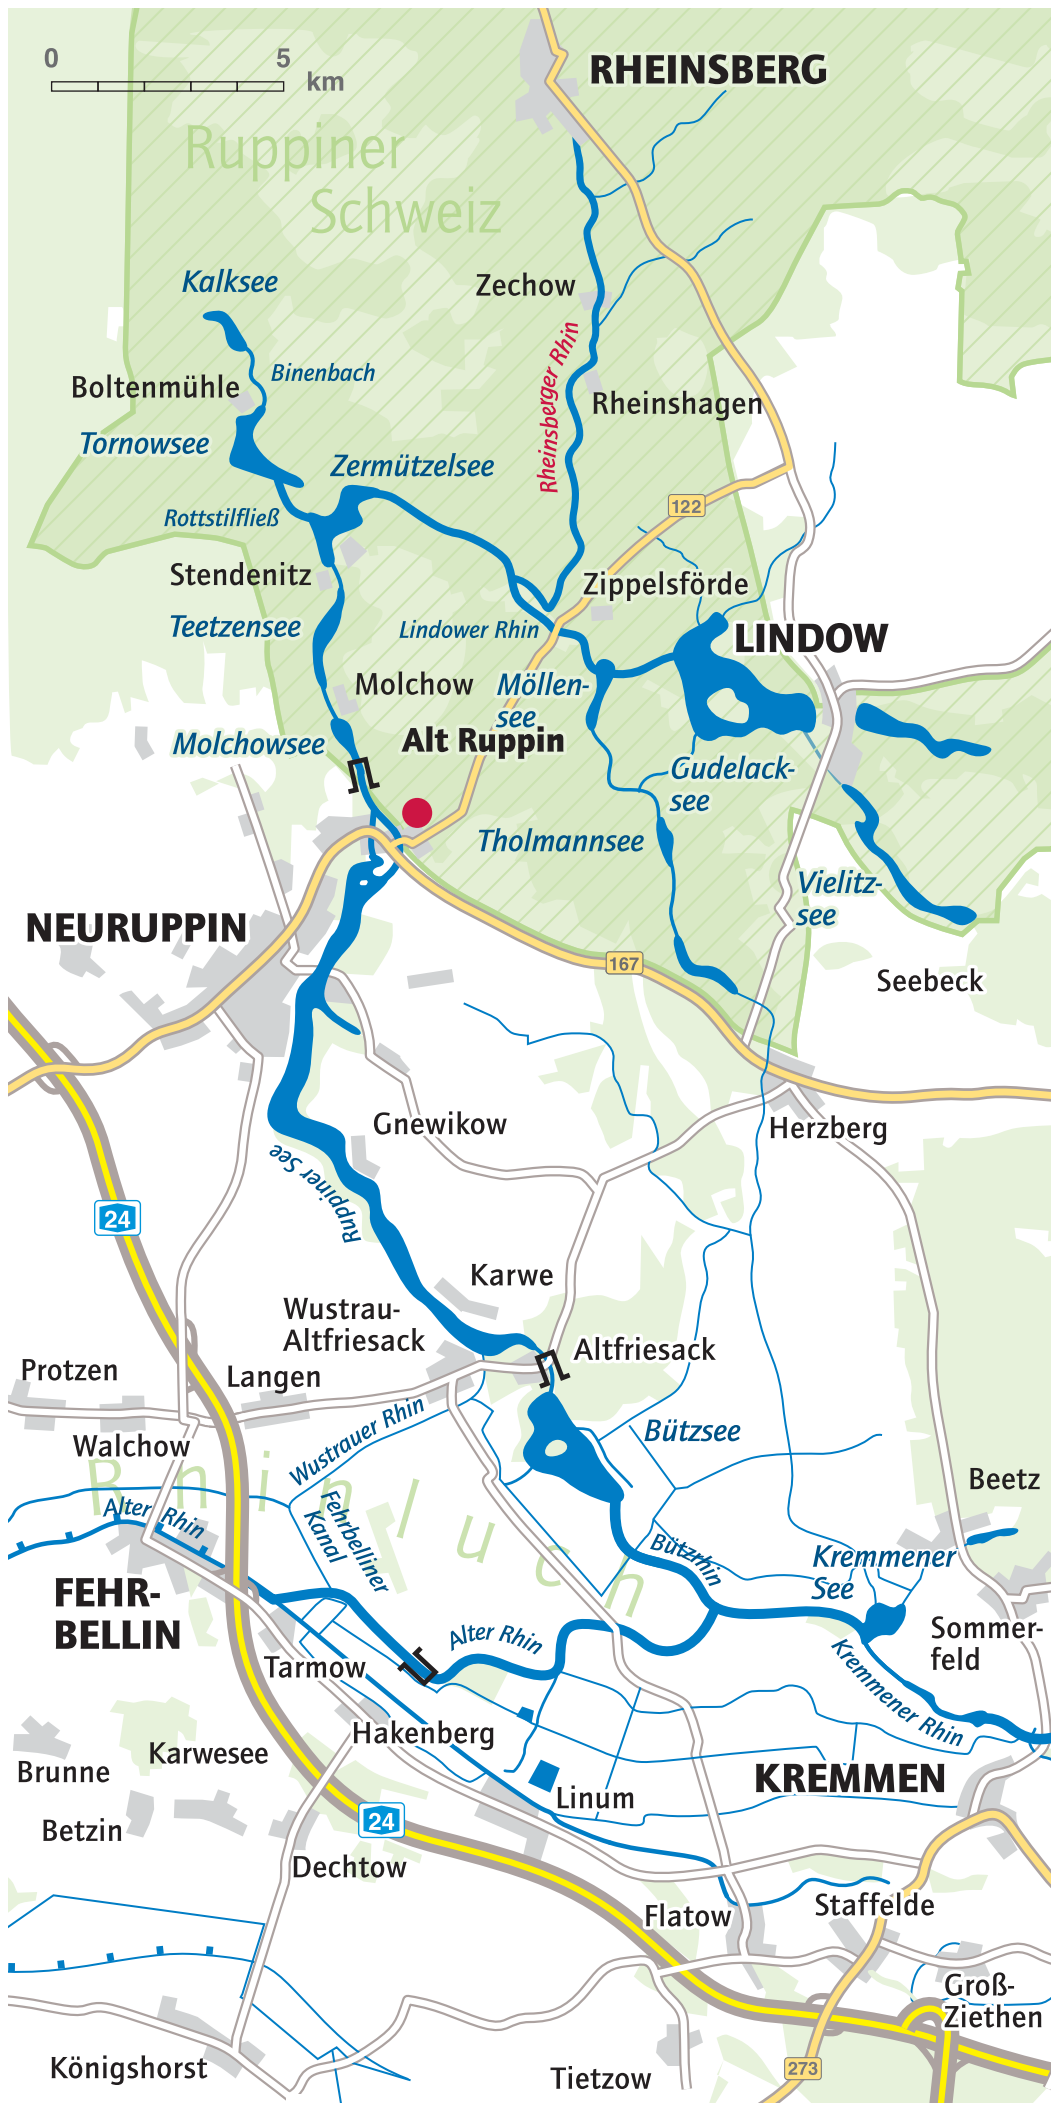 0
5
km
RHEINSBERG
Ruppiner
Schweiz
Kalksee
Zechow
Rheinsberger Rhin
Binenbach
Boltenmühle
Rheinshagen
Tornowsee
Zermützelsee
122
Rottstilfließ
Stendenitz
Zippelsförde
Teetzensee
Lindower Rhin
LINDOW
Molchow
Möllen-
see
Molchowsee
Alt Ruppin
Gudelack-
see
Tholmannsee
Vielitz-
see
NEURUPPIN
167
Seebeck
Gnewikow
Herzberg
Ruppiner See
24
Karwe
Wustrau-
Altfriesack
Altfriesack
Protzen
Langen
Wustrauer Rhin
Bützsee
Walchow
Beetz
Rhinluch
Alter Rhin
Fehrbelliner
Kanal
Bützrhin
Kremmener
See
FEHR-
BELLIN
Sommer-
feld
Alter Rhin
Tarmow
Kremmener Rhin
Hakenberg
Karwesee
Brunne
KREMMEN
Linum
Betzin
24
Dechtow
Flatow
Staffelde
Groß-
Ziethen
Königshorst
Tietzow
273